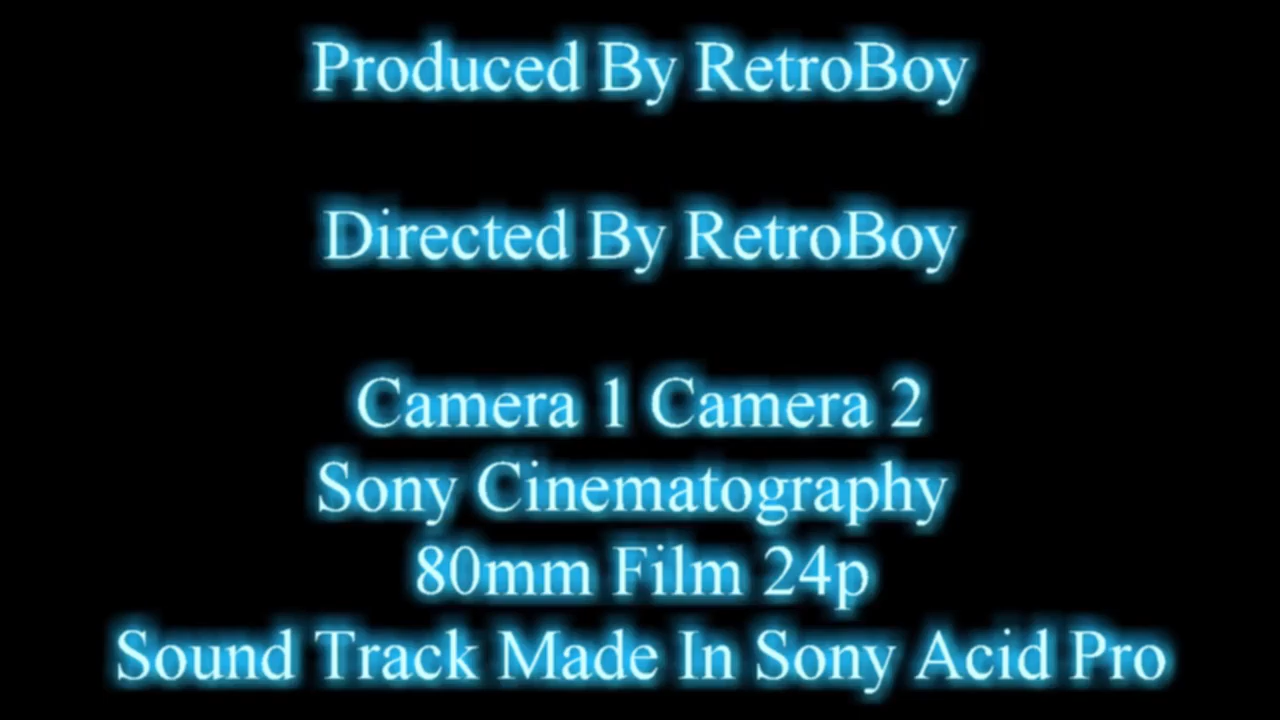 Produced By RetroBoy
Directed By RetroBoy
Camera 1 Camera 2
Sony Cinematography
80mm Film 24p
Sound Track Made In Sony Acid Pro